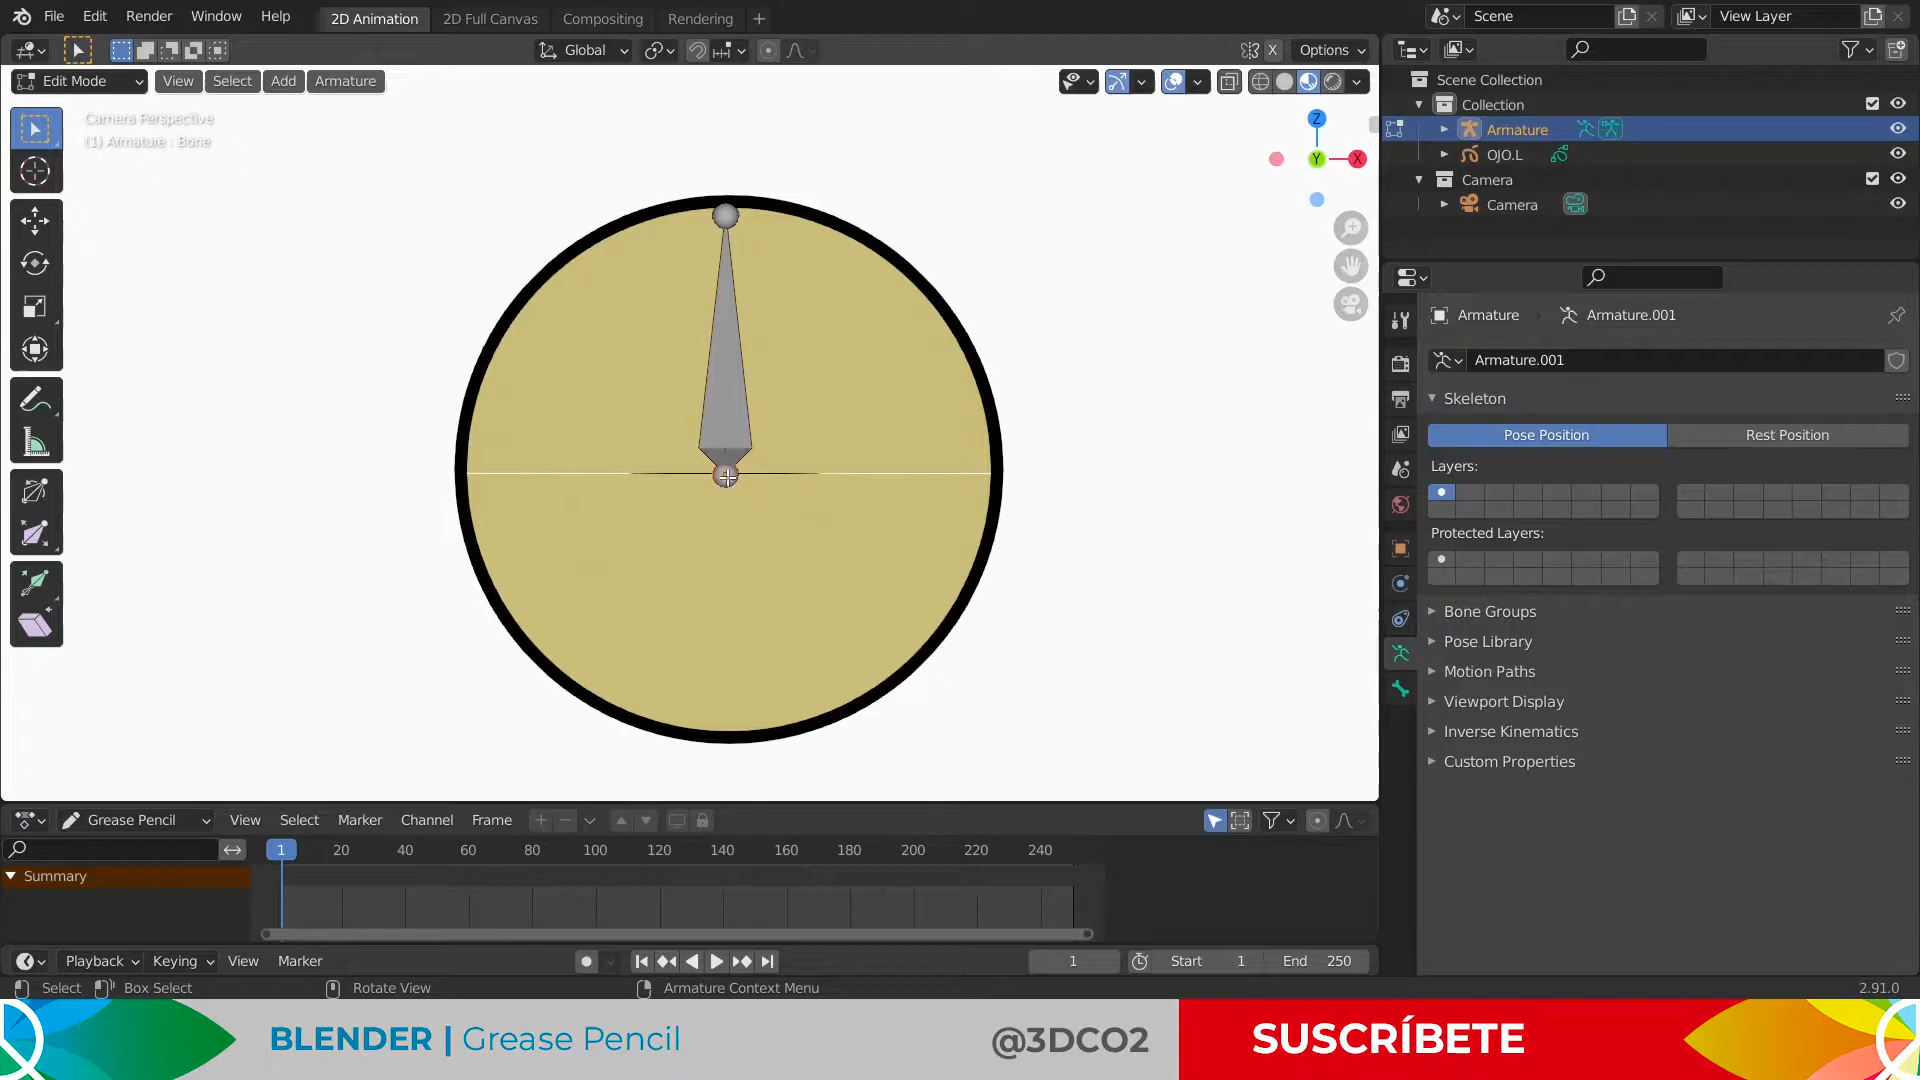 File Edit Render Window Help 2D Animation 2D Full Canvas Compositing Rendering + Scene View Layer
Global X Options
Edit Mode View Select Add Armature
Scene Collection
Camera Perspective
(1) Armature : Bone
Z
Y
X
Collection
Armature
OJO.L
Camera
Camera
Armature Armature.001
Armature.001
Skeleton
Pose Position Rest Position
Layers:
Protected Layers:
Bone Groups
Pose Library
Motion Paths
Viewport Display
Inverse Kinematics
Custom Properties
Grease Pencil View Select Marker Channel Frame
1 20 40 60 80 100 120 140 160 180 200 220 240
Summary
Playback Keying View Marker 1 Start 1 End 250
Select Box Select Rotate View Armature Context Menu 2.91.0
BLENDER | Grease Pencil @3DCO2 SUSCRÍBETE